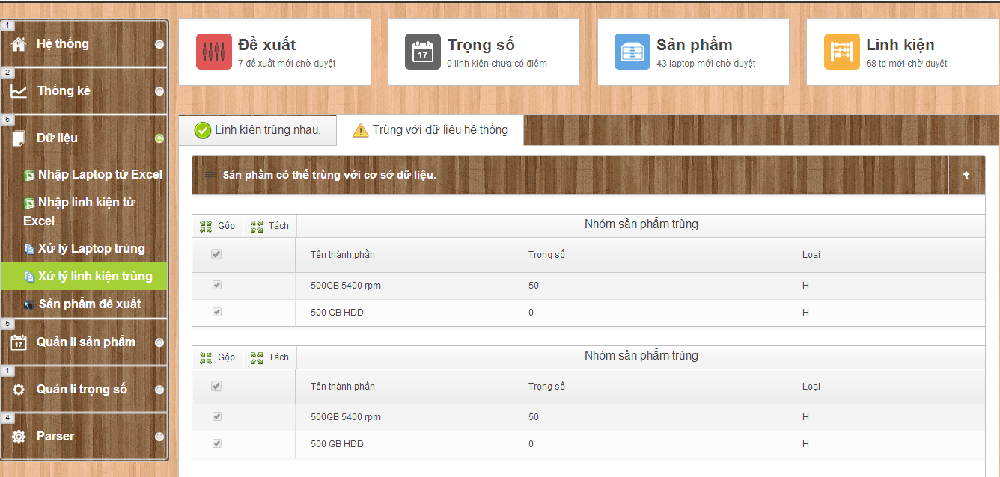 1
Hệ thống
2
Thống kê
5
Dữ liệu
Nhập Laptop từ Excel
Nhập linh kiện từ
Excel
Xử lý Laptop trùng
Xử lý linh kiện trùng
Sản phẩm đề xuất
5
17
Quản lí sản phẩm
1
Quản lí trọng số
4
Parser
Đề xuất
7 đề xuất mới chờ duyệt
17
Trọng số
0 linh kiện chưa có điểm
Sản phẩm
43 laptop mới chờ duyệt
Linh kiện
68 tp mới chờ duyệt
Linh kiện trùng nhau.
Trùng với dữ liệu hệ thống
Sản phầm có thể trùng với cơ sở dữ liệu.
Gộp Tách Nhóm sản phẩm trùng
Tên thành phần Trọng số Loại
500GB 5400 rpm 50 H
500 GB HDD 0 H
Gộp Tách Nhóm sản phẩm trùng
Tên thành phần Trọng số Loại
500GB 5400 rpm 50 H
500 GB HDD 0 H